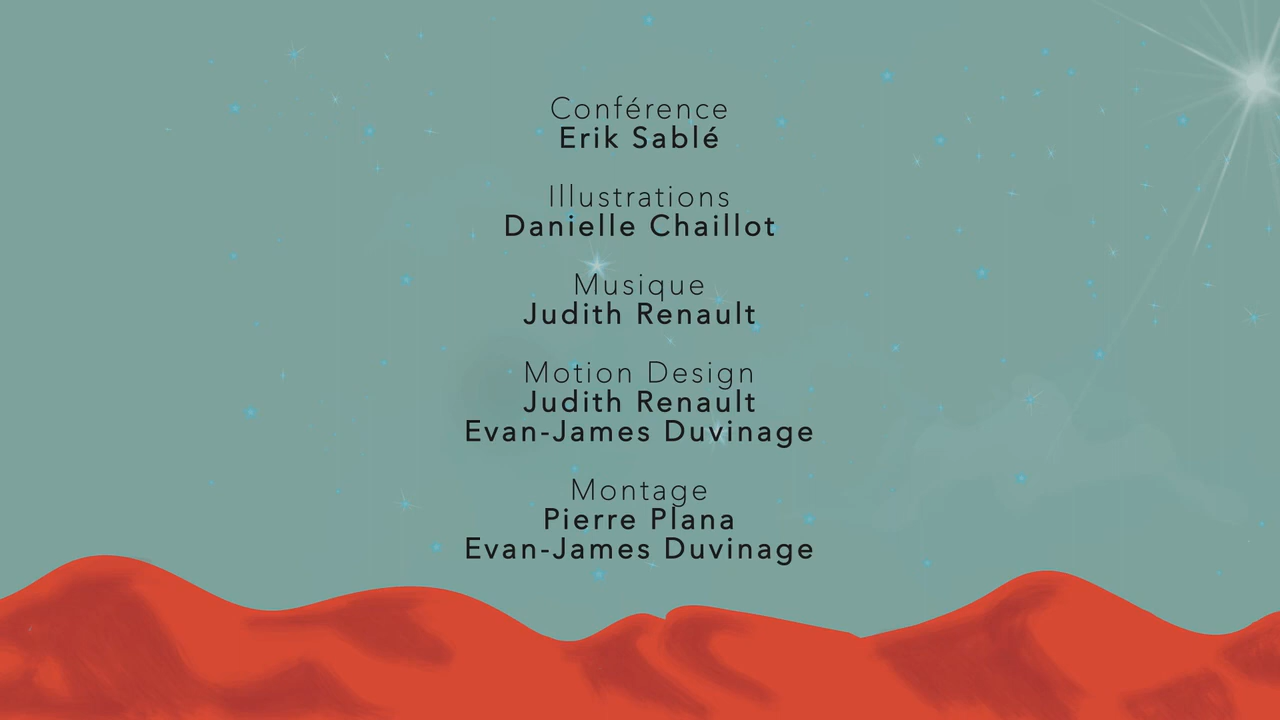 Conférence
Erik Sablé
Illustrations
Danielle Chaillot
Musique
Judith Renault
Motion Design
Judith Renault
Evan-James Duvinage
Montage
Pierre Plana
Evan-James Duvinage